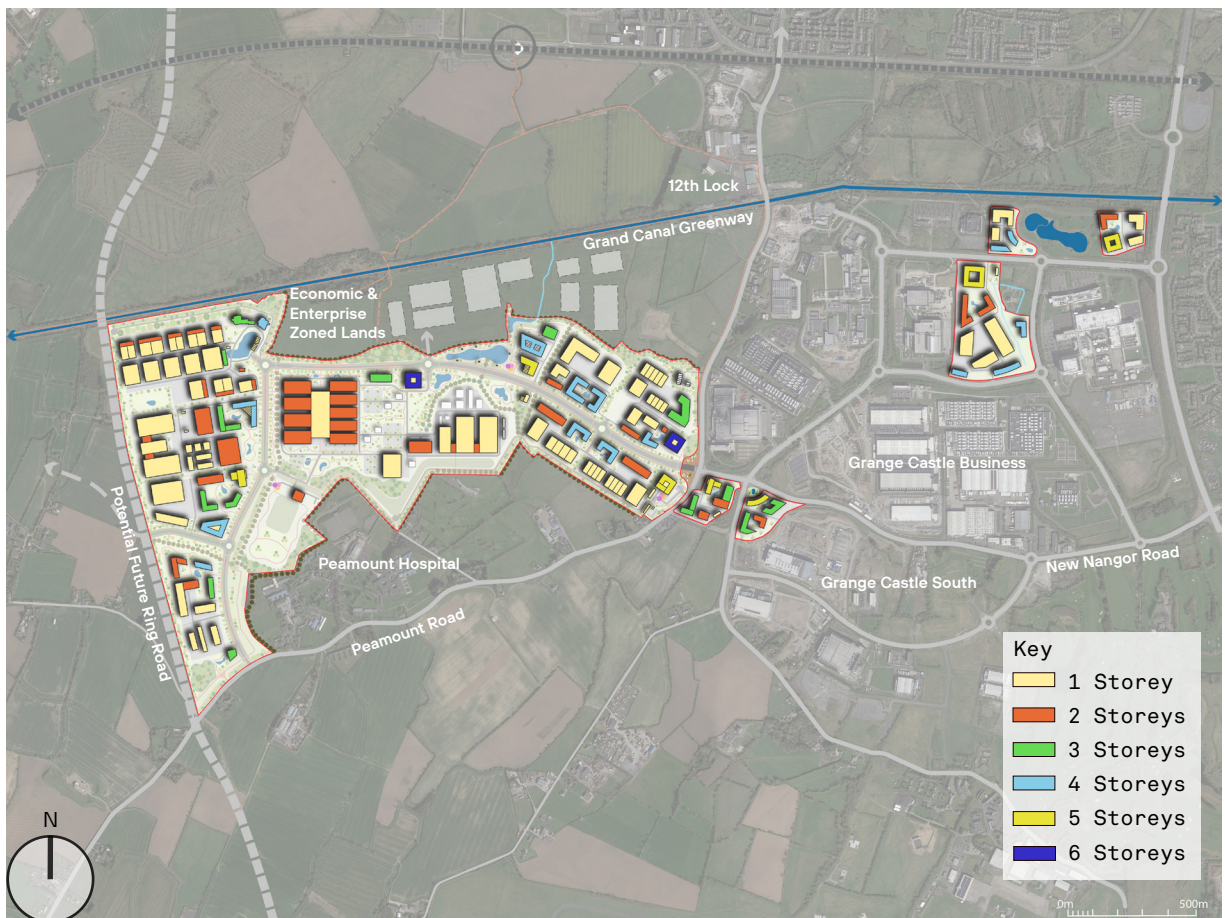 12th Lock
Grand Canal Greenway
Economic &
Enterprise
Zoned Lands
Grange Castle Business
Potential Future Ring Road
Peamount Hospital
New Nangor Road
Grange Castle South
Peamount Road
Key
1 Storey
2 Storeys
3 Storeys
4 Storeys
5 Storeys
6 Storeys
N
0m
500m